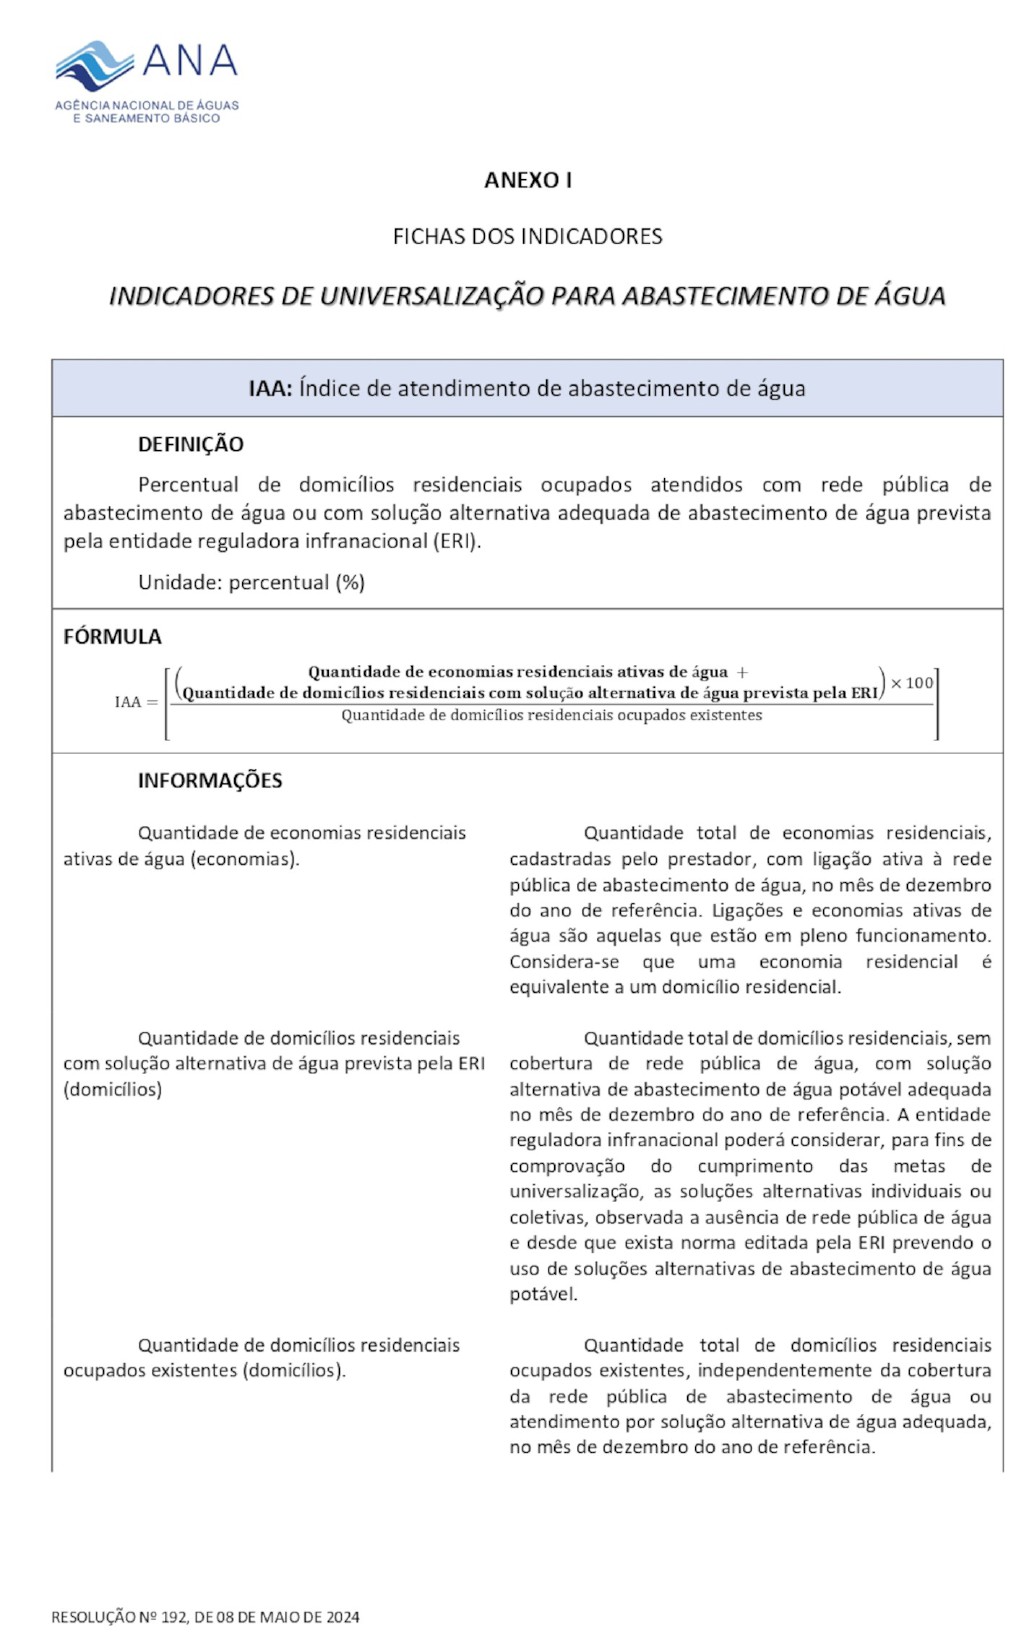 ANA
AGÊNCIA NACIONAL DE ÁGUAS
E SANEAMENTO BÁSICO
ANEXO I
FICHAS DOS INDICADORES
INDICADORES DE UNIVERSALIZAÇÃO PARA ABASTECIMENTO DE ÁGUA
IAA: Índice de atendimento de abastecimento de água
DEFINIÇÃO
Percentual de domicílios residenciais ocupados atendidos com rede pública de
abastecimento de água ou com solução alternativa adequada de abastecimento de água prevista
pela entidade reguladora infranacional (ERI).
Unidade: percentual (%)
FÓRMULA
IAA = [(Quantidade de economias residenciais ativas de água +
Quantidade de domicílios residenciais com solução alternativa de água prevista pela ERI) × 100
Quantidade de domicílios residenciais ocupados existentes]
INFORMAÇÕES
Quantidade de economias residenciais
ativas de água (economias).
Quantidade total de economias residenciais,
cadastradas pelo prestador, com ligação ativa à rede
pública de abastecimento de água, no mês de dezembro
do ano de referência. Ligações e economias ativas de
água são aquelas que estão em pleno funcionamento.
Considera-se que uma economia residencial é
equivalente a um domicílio residencial.
Quantidade de domicílios residenciais
com solução alternativa de água prevista pela ERI
(domicílios)
Quantidade total de domicílios residenciais, sem
cobertura de rede pública de água, com solução
alternativa de abastecimento de água potável adequada
no mês de dezembro do ano de referência. A entidade
reguladora infranacional poderá considerar, para fins de
comprovação do cumprimento das metas de
universalização, as soluções alternativas individuais ou
coletivas, observada a ausência de rede pública de água
e desde que exista norma editada pela ERI prevendo o
uso de soluções alternativas de abastecimento de água
potável.
Quantidade de domicílios residenciais
ocupados existentes (domicílios).
Quantidade total de domicílios residenciais
ocupados existentes, independentemente da cobertura
da rede pública de abastecimento de água ou
atendimento por solução alternativa de água adequada,
no mês de dezembro do ano de referência.
RESOLUÇÃO Nº 192, DE 08 DE MAIO DE 2024